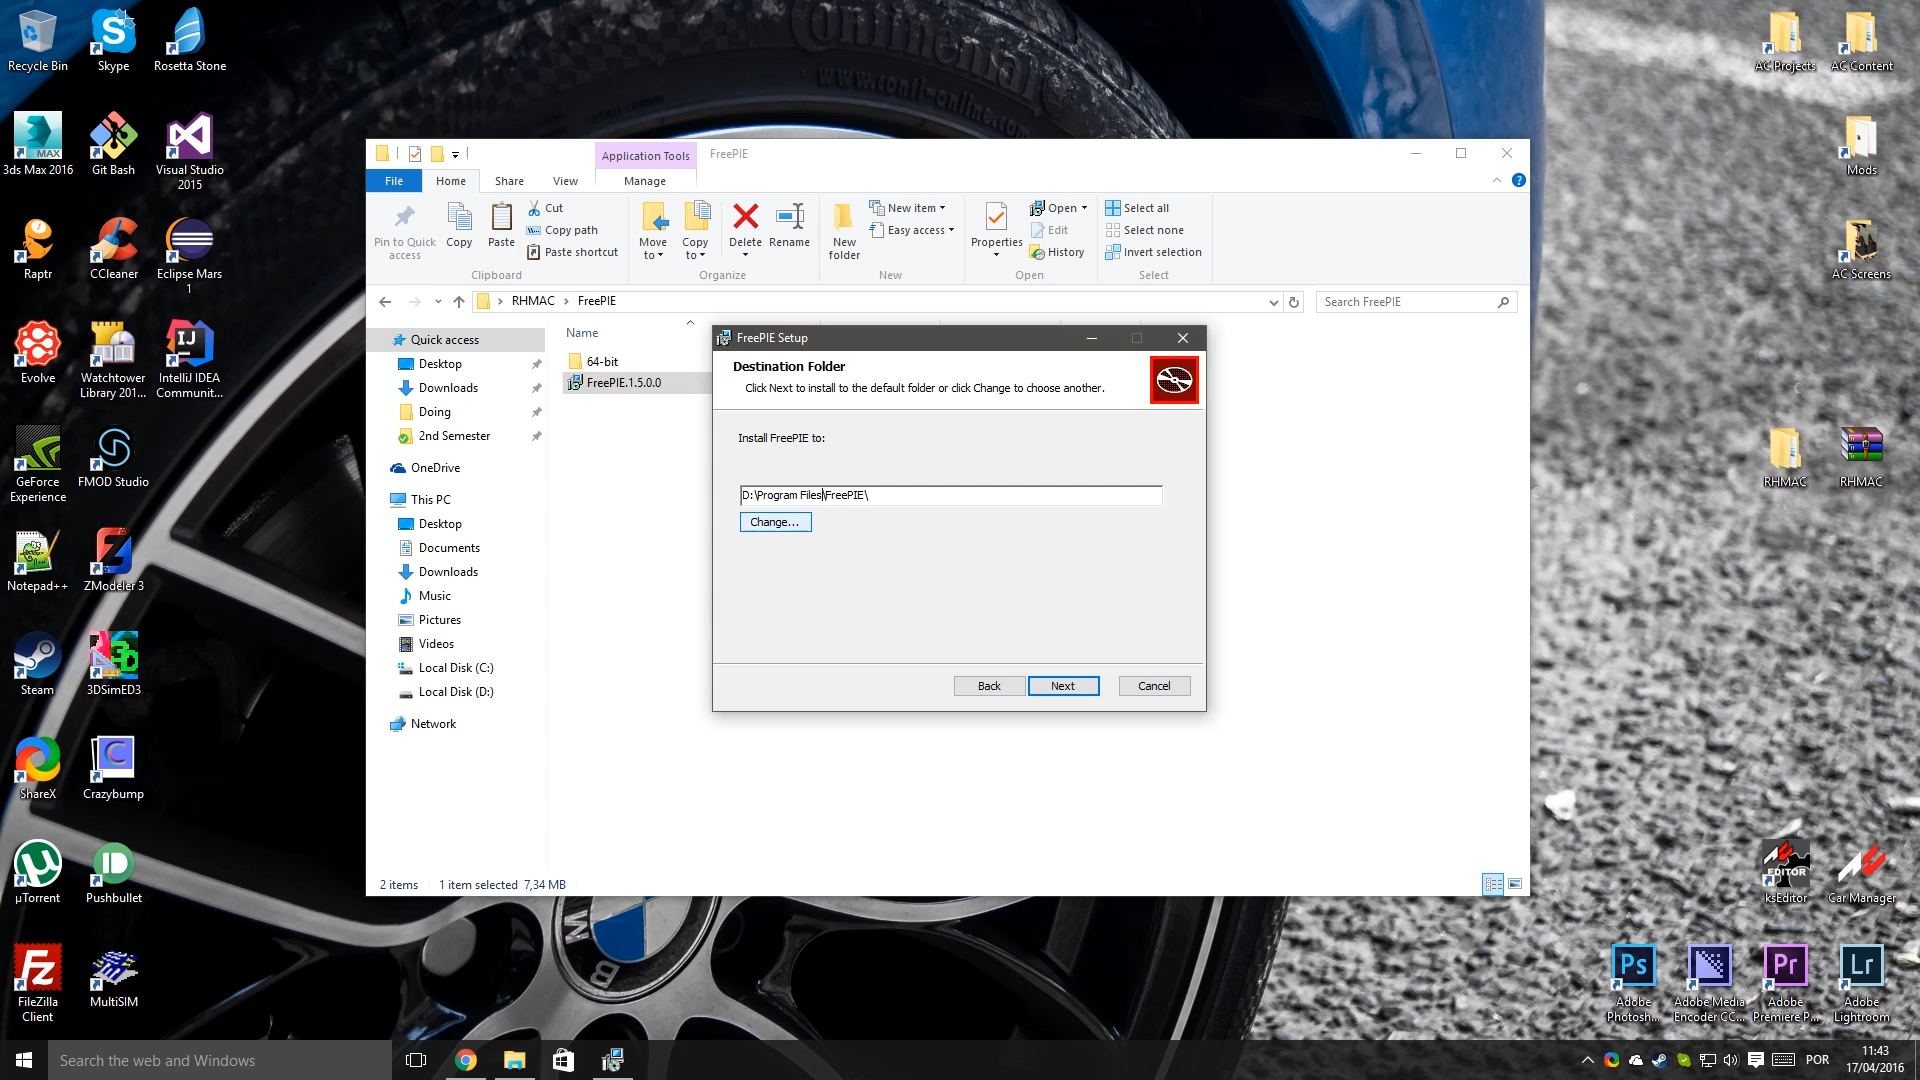 Recycle Bin
Skype
Rosetta Stone
3ds Max 2016
Git Bash
Visual Studio
2015
Raptr
CCleaner
Eclipse Mars
1
Evolve
Watchtower
Library 201...
IntelliJ IDEA
Communit...
GeForce
Experience
FMOD Studio
Notepad++
ZModeler 3
Steam
3DSimED3
ShareX
Crazybump
µTorrent
Pushbullet
FileZilla
Client
MultiSIM
Continental
www.conti-online.com
AC Projects
AC Content
Mods
AC Screens
RHMAC
RHMAC
EDITOR
ksEditor
Car Manager
Ps
Pr
Lr
Adobe
Photosh...
Adobe Media
Encoder CC...
Adobe
Premiere P...
Adobe
Lightroom
Application Tools
FreePIE
File
Home
Share
View
Manage
Pin to Quick
access
Copy
Paste
Cut
Copy path
Paste shortcut
Clipboard
Move
to
Copy
to
Delete
Rename
Organize
New
folder
New item
Easy access
New
Properties
Open
Edit
History
Open
Select all
Select none
Invert selection
Select
RHMAC
FreePIE
Search FreePIE
Quick access
Desktop
Downloads
Doing
2nd Semester
OneDrive
This PC
Desktop
Documents
Downloads
Music
Pictures
Videos
Local Disk (C:)
Local Disk (D:)
Network
Name
64-bit
FreePIE.1.5.0.0
2 items
1 item selected 7,34 MB
FreePIE Setup
Destination Folder
Click Next to install to the default folder or click Change to choose another.
Install FreePIE to:
D:\Program Files\FreePIE\
Change...
Back
Next
Cancel
Search the web and Windows
POR
11:43
17/04/2016